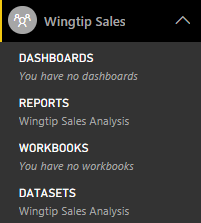 Wingtip Sales
DASHBOARDS
You have no dashboards
REPORTS
Wingtip Sales Analysis
WORKBOOKS
You have no workbooks
DATASETS
Wingtip Sales Analysis